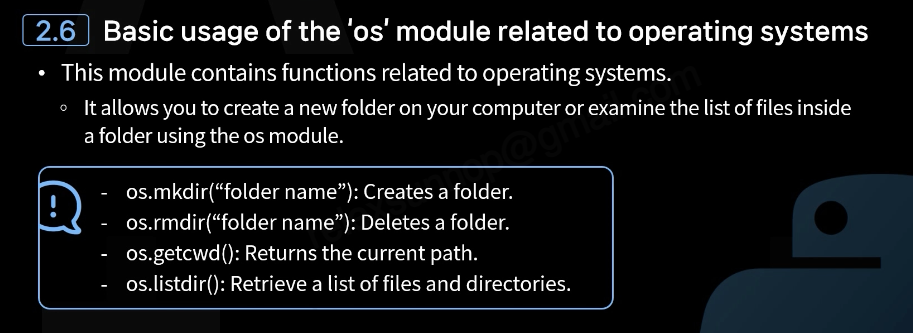 2.6 Basic usage of the 'os' module related to operating systems
• This module contains functions related to operating systems.
◦ It allows you to create a new folder on your computer or examine the list of files inside
a folder using the os module.
- os.mkdir(“folder name”): Creates a folder.
- os.rmdir(“folder name”): Deletes a folder.
- os.getcwd(): Returns the current path.
- os.listdir(): Retrieve a list of files and directories.